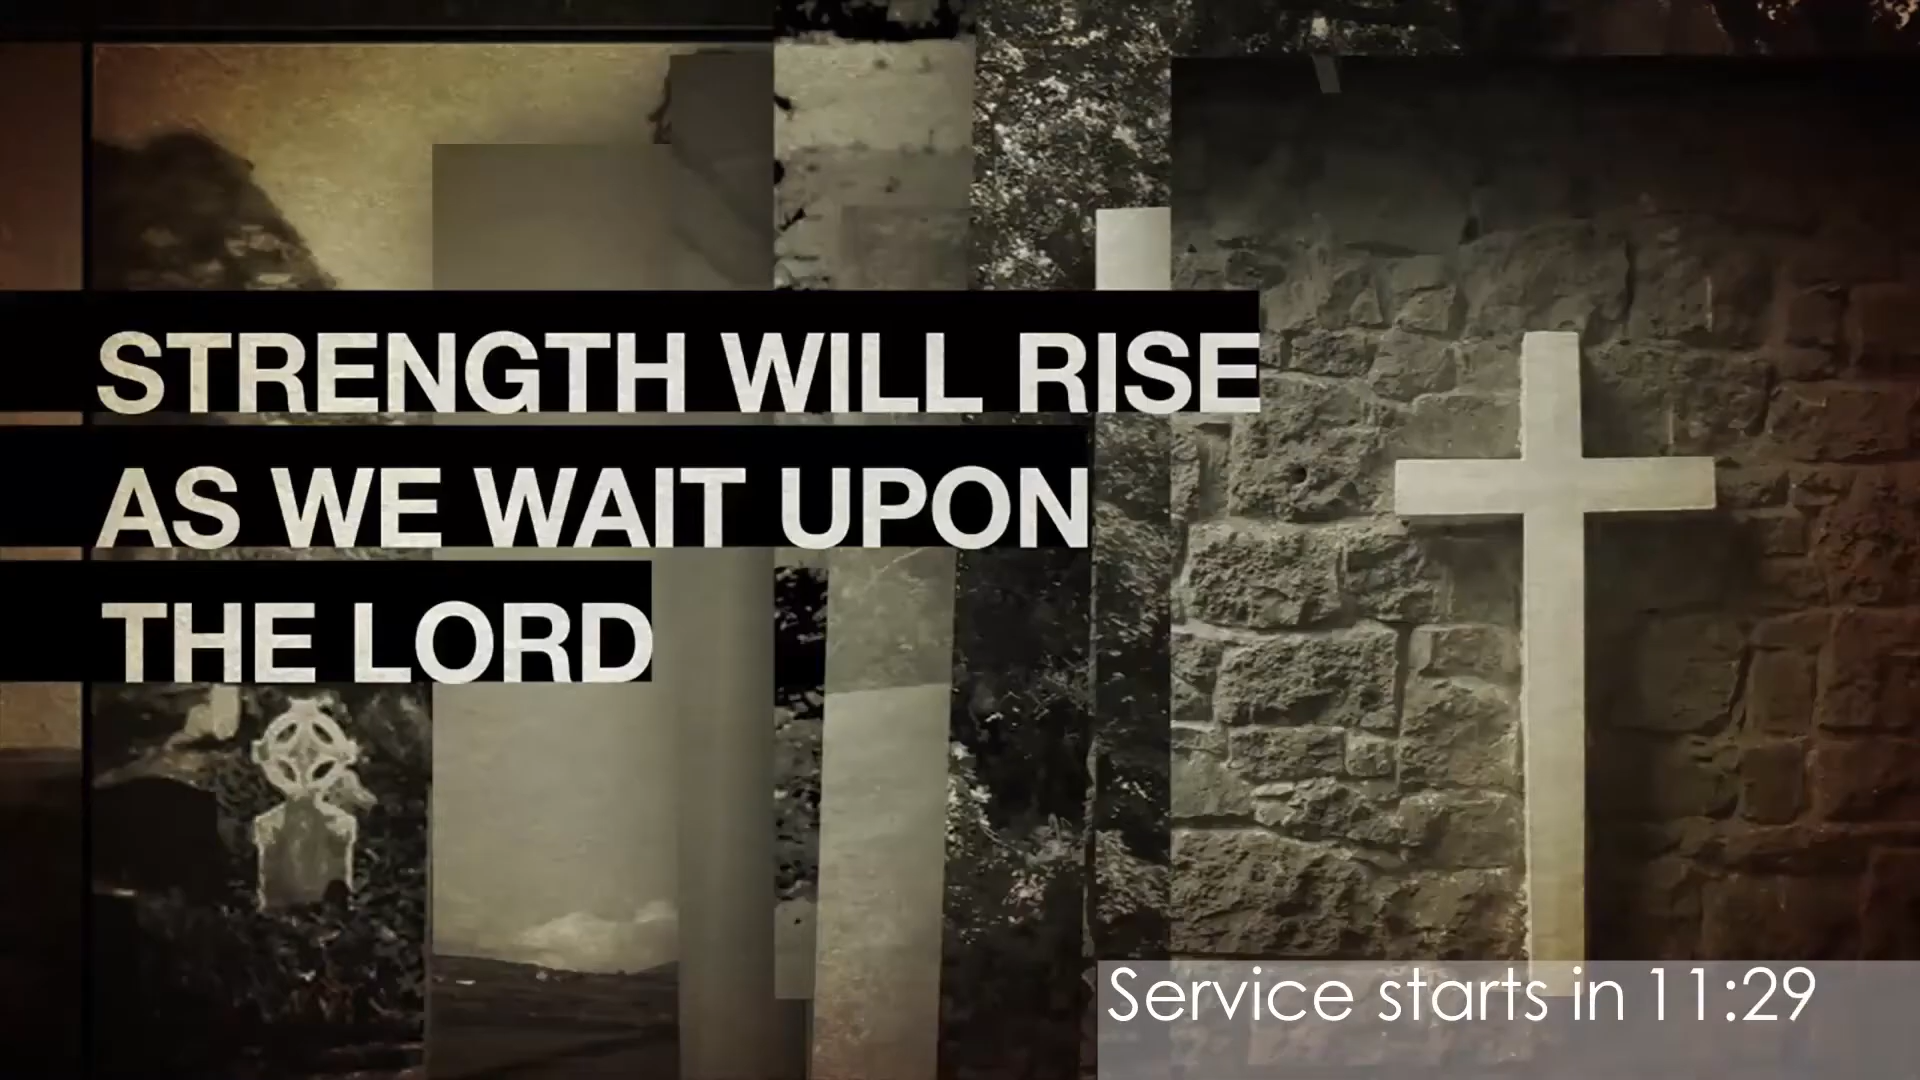 STRENGTH WILL RISE
AS WE WAIT UPON
THE LORD
Service starts in 11:29